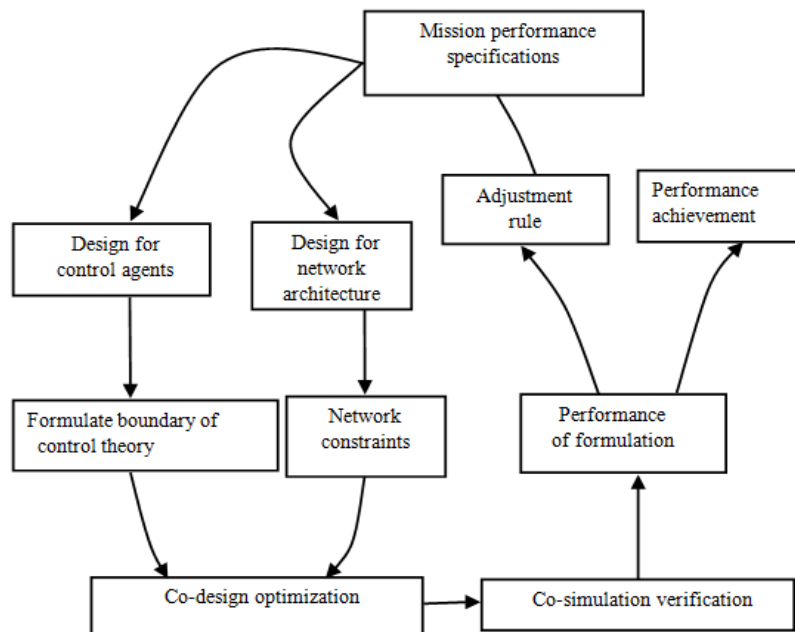 Mission performance
specifications
Adjustment
rule
Performance
achievement
Design for
control agents
Design for
network
architecture
Formulate boundary of
control theory
Network
constraints
Performance
of formulation
Co-design optimization
Co-simulation verification